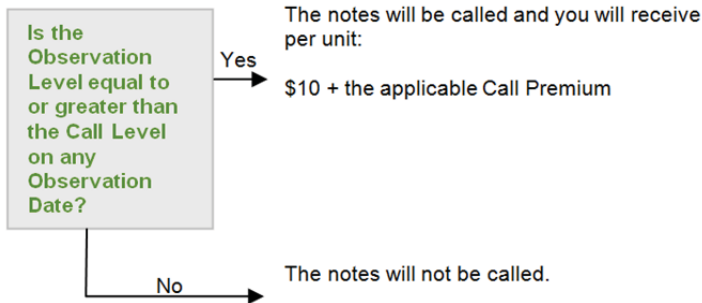 Is the
Observation
Level equal to
or greater than
the Call Level
on any
Observation
Date?
Yes
The notes will be called and you will receive
per unit:
$10 + the applicable Call Premium
No
The notes will not be called.